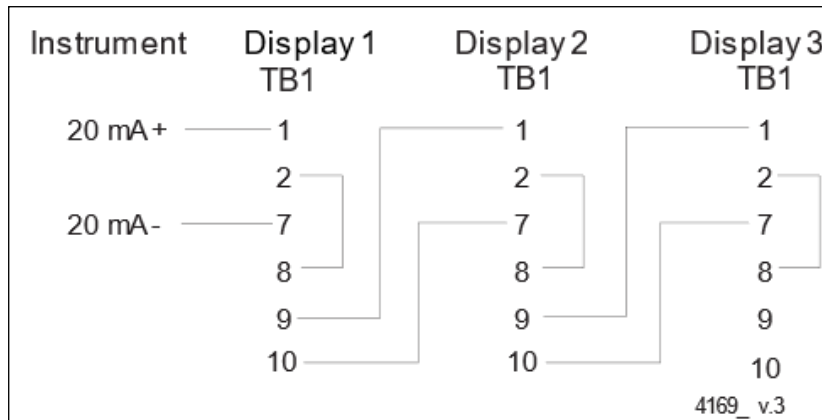 Instrument Display 1 Display 2 Display 3
TB1 TB1 TB1
20 mA+ 1 1 1
2 2 2
20 mA- 7 7 7
8 8 8
9 9 9
10 10 10
4169_ v.3